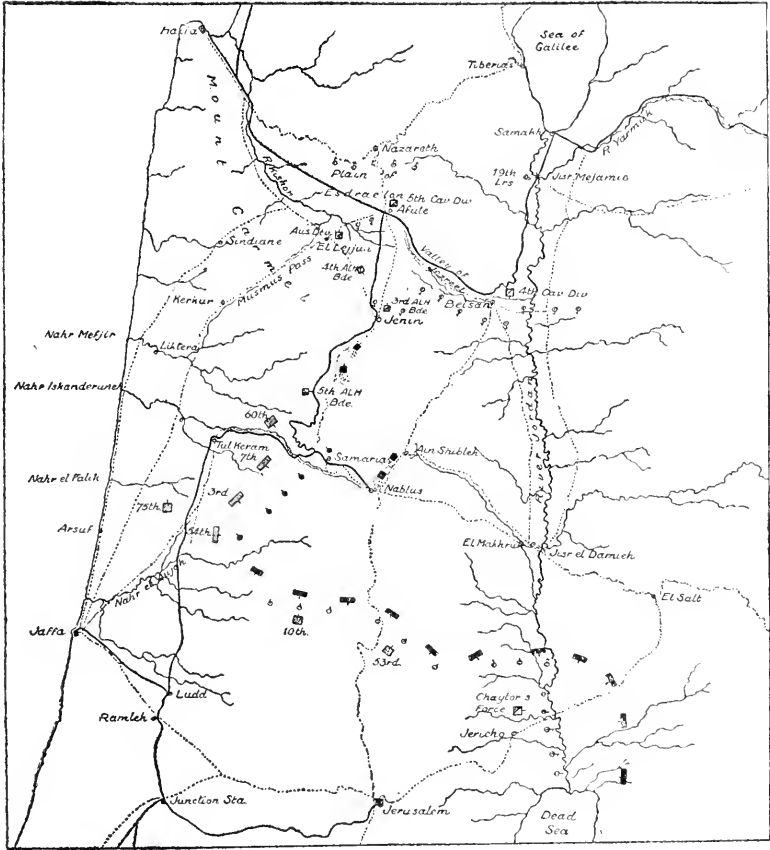 Haifa
Sea of
Galilee
Tiberias
Mount Carmel
Samakh
R. Yarmuk
Nazareth
Plain of
Esdraelon
R. Kishon
19th
Lrs
Jisr Mejamie
5th Cav Div
Afule
Aus Div
El Lejjun
Sindiane
Musmus Pass
4th ALH
Bde
Valley of
Jezreel
4th Cav Div
Beisan
Kerkur
3rd ALH
Bde
Jenin
Nahr Mefjir
Liktera
Nahr Iskanderuneh
5th ALH
Bde.
60th
Tul Keram
7th
Samaria
Ain Shibleh
River Jordan
Nablus
Nahr el Falik
3rd
75th
54th
Arsuf
El Makhruk
Jisr el Damieh
Nahr el Aujah
El Salt
Jaffa
10th.
53rd
Ludd
Chaytor's
Force
Ramleh
Jericho
Junction Sta
Jerusalem
Dead
Sea